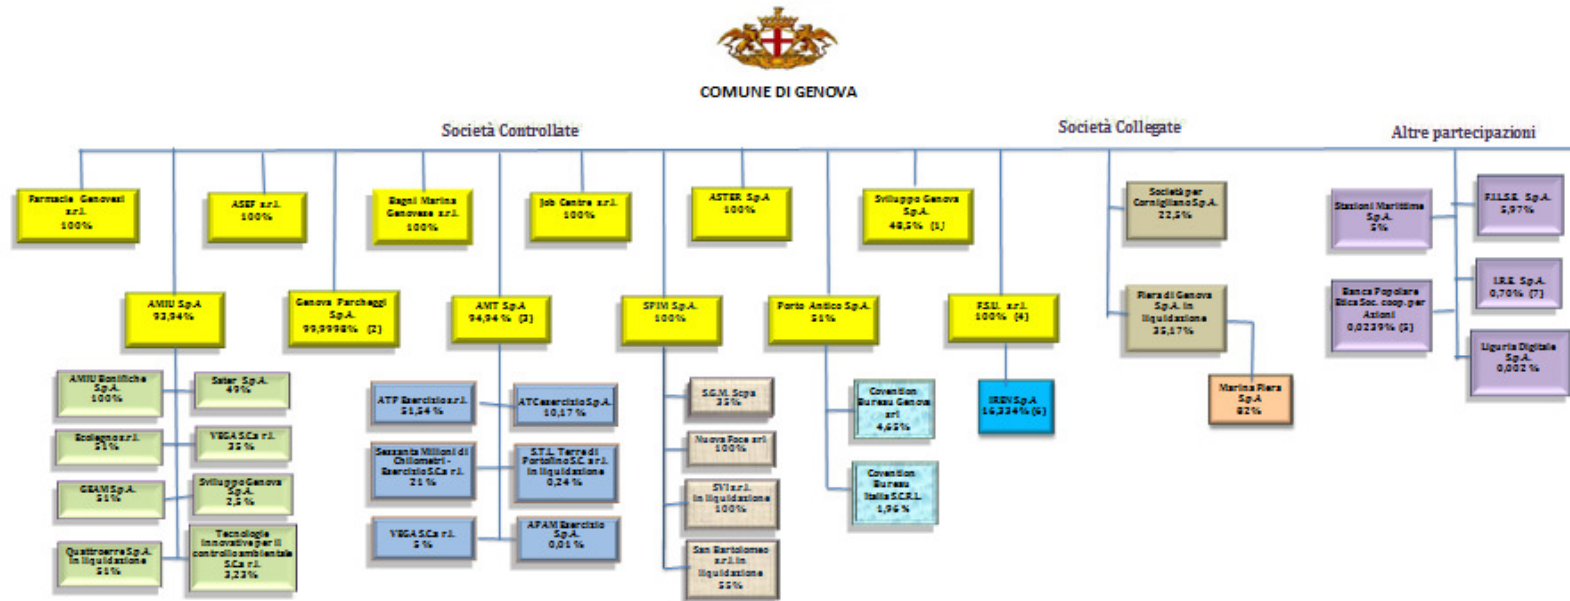 COMUNE DI GENOVA
Società Controllate
Società Collegate
Altre partecipazioni
Farmacie Genovesi
s.r.l.
100%
ASEF s.r.l.
100%
Bagni Marina
Genovese s.r.l.
100%
Job Centre s.r.l.
100%
ASTER S.p.A
100%
Sviluppo Genova
S.p.A.
48,5% (1)
Società per
Cornigliano S.p.A.
22,5%
Stazioni Marittime
S.p.A.
5%
F.I.L.S.E. S.p.A.
5,97%
AMIU S.p.A
93,94%
Genova Parcheggi
S.p.A.
99,9998% (2)
AMT S.p.A
94,94% (3)
SPIM S.p.A.
100%
Porto Antico S.p.A.
51%
F.S.U. s.r.l.
100% (4)
Fiera di Genova
S.p.A. in
liquidazione
35,17%
Banca Popolare
Etica Soc. coop. per
Azioni
0,0239% (5)
I.R.E. S.p.A.
0,70% (7)
Liguria Digitale
S.p.A.
0,002 %
AMIU Bonifiche
S.p.A.
100%
Sater S.p.A.
49%
Ecolegno s.r.l.
51%
VEGA S.C.a r.l.
35 %
GEAM S.p.A.
51%
Sviluppo Genova
S.p.A.
2,5%
Quattroerre S.p.A.
in liquidazione
51%
Tecnologie
Innovative per il
controllo ambientale
S.C.a r.l.
3,23%
ATP Esercizio s.r.l.
51,54 %
ATC esercizio S.p.A.
10,17%
Sessanta Milioni di
Chilometri -
Esercizio S.C.a r.l.
21 %
S.T.L. Terre di
Portofino S.C. a r.l.
in liquidazione
0,24 %
VEGA S.C.a r.l.
5 %
APAM Esercizio
S.p.A.
0,01 %
S.G.M. Scpa
35%
Nuova Foce srl
100%
SVI s.r.l.
in liquidazione
100%
San Bartolomeo
s.r.l. in
liquidazione
55%
Covention
Bureau Genova
srl
4,65%
Covention
Bureau
Italia S.C.R.L.
1,96 %
IREN S.p.A
16,334% (6)
Marina Fiera
S.p.A
82%